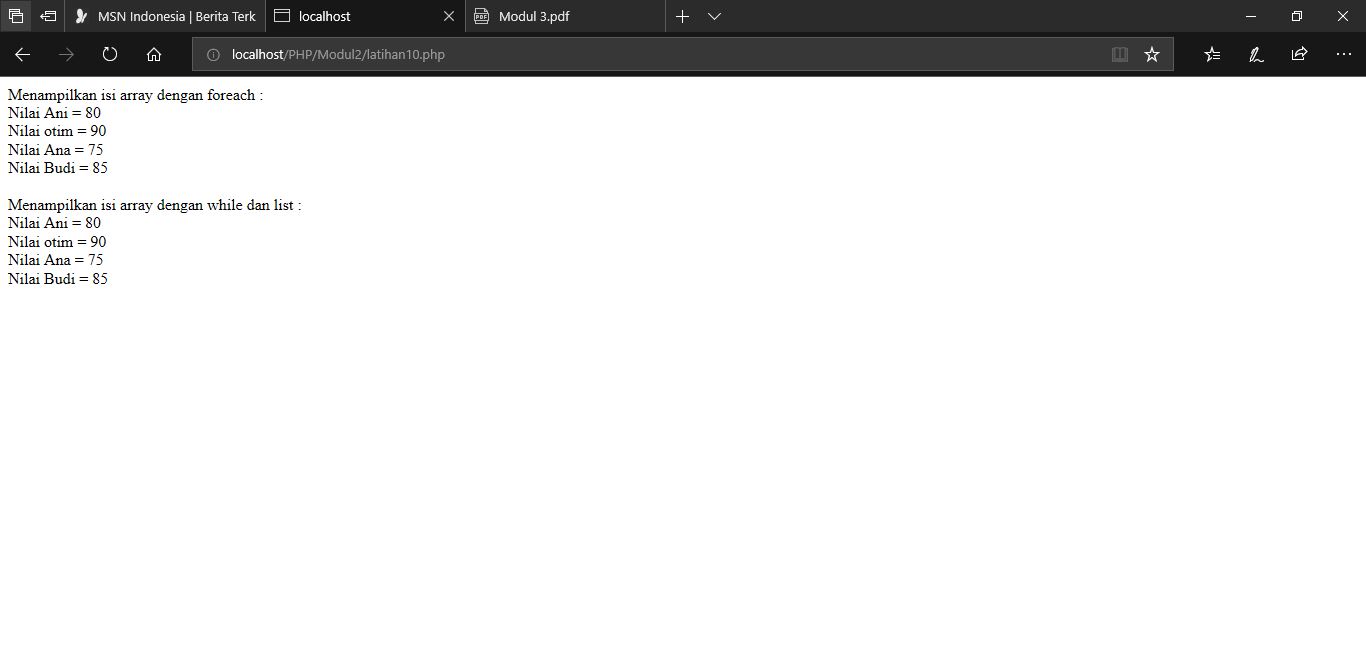 MSN Indonesia | Berita Terk
localhost
PDF
Modul 3.pdf
localhost/PHP/Modul2/latihan10.php
Menampilkan isi array dengan foreach :
Nilai Ani = 80
Nilai otim = 90
Nilai Ana = 75
Nilai Budi = 85
Menampilkan isi array dengan while dan list :
Nilai Ani = 80
Nilai otim = 90
Nilai Ana = 75
Nilai Budi = 85